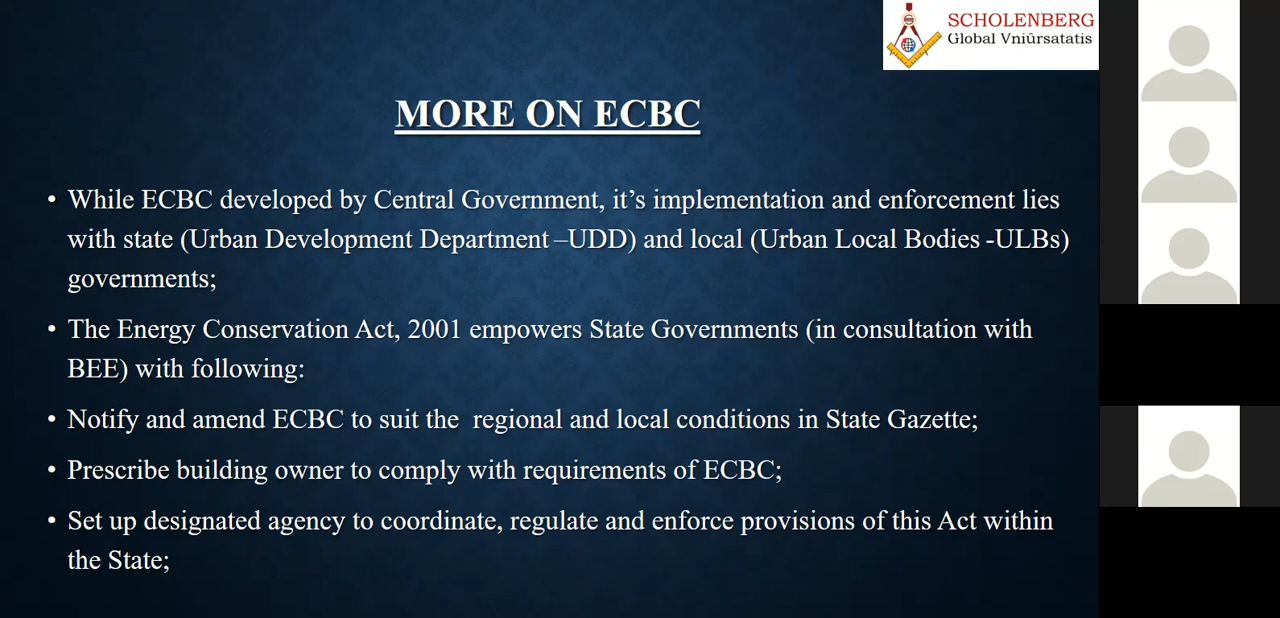 SCHOLENBERG
Global Vniūrsatatis
MORE ON ECBC
• While ECBC developed by Central Government, it’s implementation and enforcement lies
with state (Urban Development Department –UDD) and local (Urban Local Bodies -ULBs)
governments;
• The Energy Conservation Act, 2001 empowers State Governments (in consultation with
BEE) with following:
• Notify and amend ECBC to suit the  regional and local conditions in State Gazette;
• Prescribe building owner to comply with requirements of ECBC;
• Set up designated agency to coordinate, regulate and enforce provisions of this Act within
the State;